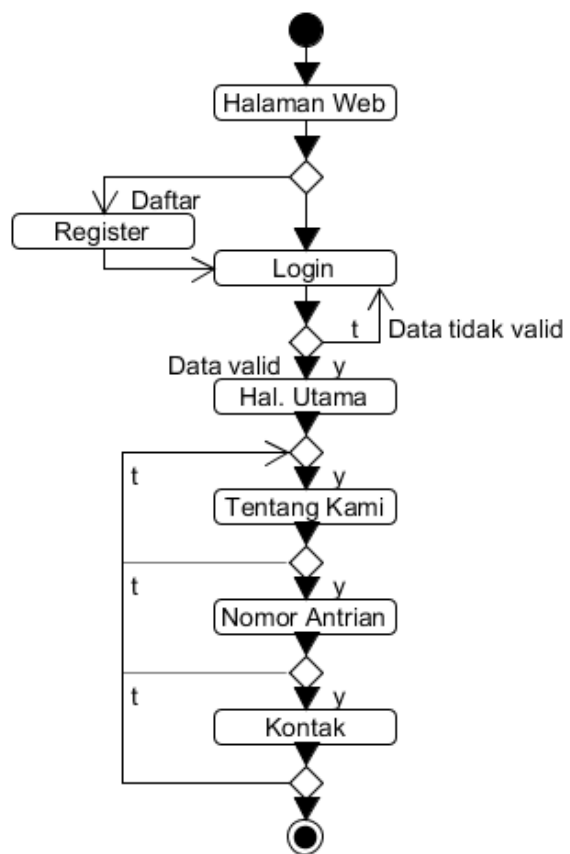 Halaman Web
Daftar
Register
Login
t
Data tidak valid
Data valid
y
Hal. Utama
t
y
Tentang Kami
t
y
Nomor Antrian
t
y
Kontak